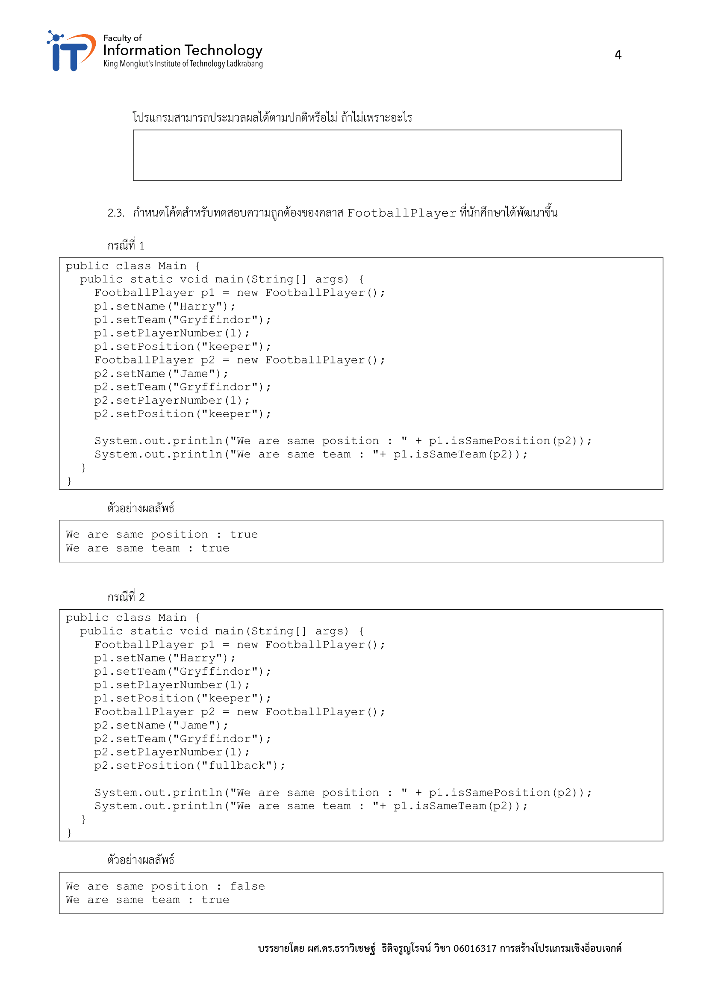 Faculty of
Information Technology
King Mongkut's Institute of Technology Ladkrabang
4
โปรแกรมสามารถประมวลผลได้ตามปกติหรือไม่ ถ้าไม่เพราะอะไร
2.3. กำหนดโค้ดสำหรับทดสอบความถูกต้องของคลาส FootballPlayer ที่นักศึกษาได้พัฒนาขึ้น
กรณีที่ 1
public class Main {
  public static void main(String[] args) {
    FootballPlayer p1 = new FootballPlayer();
    p1.setName("Harry");
    p1.setTeam("Gryffindor");
    p1.setPlayerNumber(1);
    p1.setPosition("keeper");
    FootballPlayer p2 = new FootballPlayer();
    p2.setName("Jame");
    p2.setTeam("Gryffindor");
    p2.setPlayerNumber(1);
    p2.setPosition("keeper");
    System.out.println("We are same position : " + p1.isSamePosition(p2));
    System.out.println("We are same team : "+ p1.isSameTeam(p2));
  }
}
ตัวอย่างผลลัพธ์
We are same position : true
We are same team : true
กรณีที่ 2
public class Main {
  public static void main(String[] args) {
    FootballPlayer p1 = new FootballPlayer();
    p1.setName("Harry");
    p1.setTeam("Gryffindor");
    p1.setPlayerNumber(1);
    p1.setPosition("keeper");
    FootballPlayer p2 = new FootballPlayer();
    p2.setName("Jame");
    p2.setTeam("Gryffindor");
    p2.setPlayerNumber(1);
    p2.setPosition("fullback");
    System.out.println("We are same position : " + p1.isSamePosition(p2));
    System.out.println("We are same team : "+ p1.isSameTeam(p2));
  }
}
ตัวอย่างผลลัพธ์
We are same position : false
We are same team : true
บรรยายโดย ผศ.ดร.ธราวิเชษฐ์ ธิติจรูญโรจน์ วิชา 06016317 การสร้างโปรแกรมเชิงอ็อบเจกต์
IT